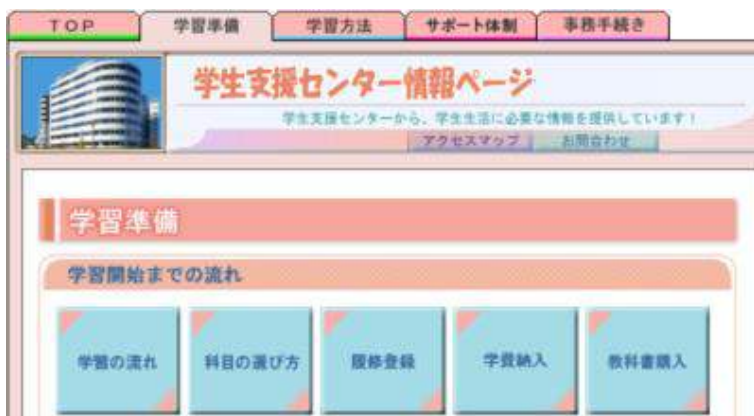 TOP 学習準備 学習方法 サポート体制 事務手続き
学生支援センター情報ページ
学生支援センターから、学生生活に必要な情報を提供しています!
アクセスマップ お問合わせ
学習準備
学習開始までの流れ
学習の流れ 科目の選び方 履修登録 学費納入 教科書購入